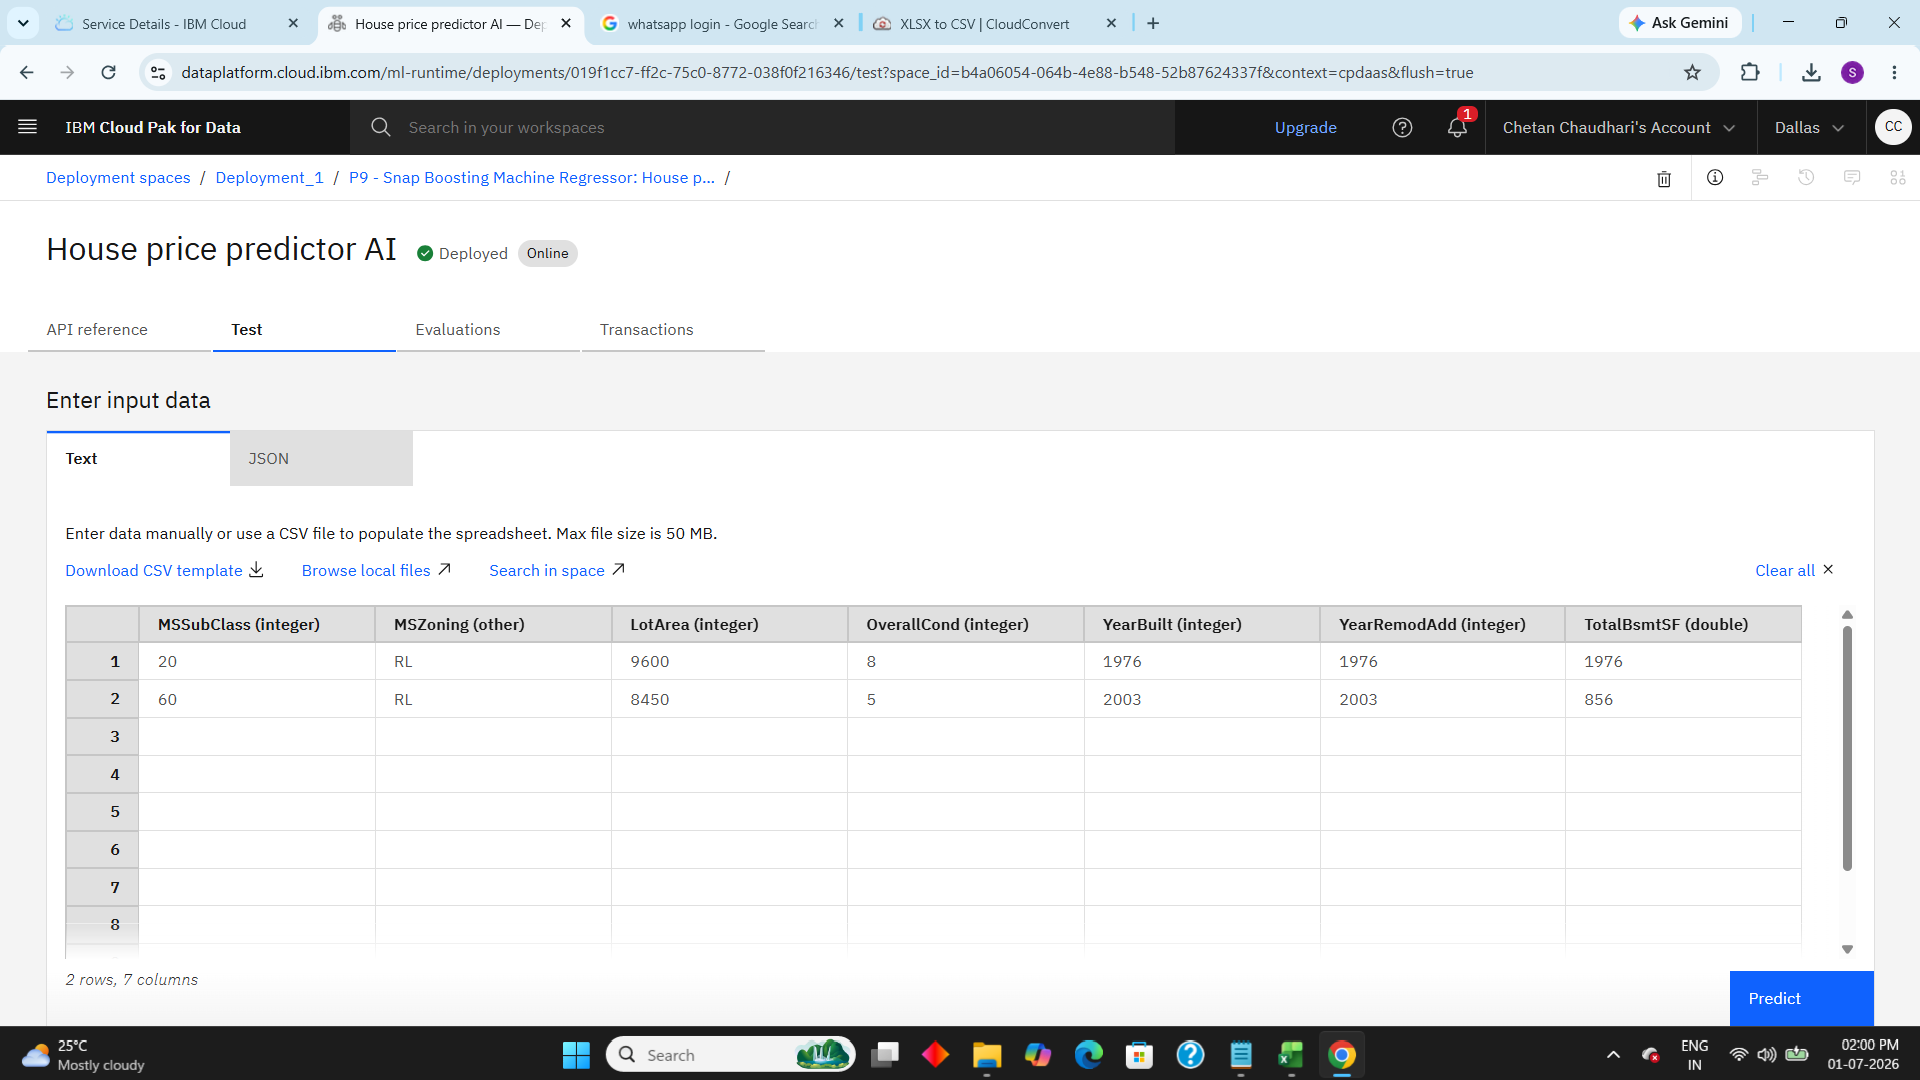 Service Details - IBM Cloud
House price predictor AI — Dep
whatsapp login - Google Search
XLSX to CSV | CloudConvert
Ask Gemini
dataplatform.cloud.ibm.com/ml-runtime/deployments/019f1cc7-ff2c-75c0-8772-038f0f216346/test?space_id=b4a06054-064b-4e88-b548-52b87624337f&context=cpdaas&flush=true
S
IBM Cloud Pak for Data
Search in your workspaces
Upgrade
1
Chetan Chaudhari's Account
Dallas
CC
Deployment spaces / Deployment_1 / P9 - Snap Boosting Machine Regressor: House p... /
House price predictor AI
Deployed
Online
API reference
Test
Evaluations
Transactions
Enter input data
Text
JSON
Enter data manually or use a CSV file to populate the spreadsheet. Max file size is 50 MB.
Download CSV template
Browse local files
Search in space
Clear all
MSSubClass (integer) MSZoning (other) LotArea (integer) OverallCond (integer) YearBuilt (integer) YearRemodAdd (integer) TotalBsmtSF (double)
1 20 RL 9600 8 1976 1976 1976
2 60 RL 8450 5 2003 2003 856
3
4
5
6
7
8
2 rows, 7 columns
Predict
25°C
Mostly cloudy
Search
ENG
IN
02:00 PM
01-07-2026